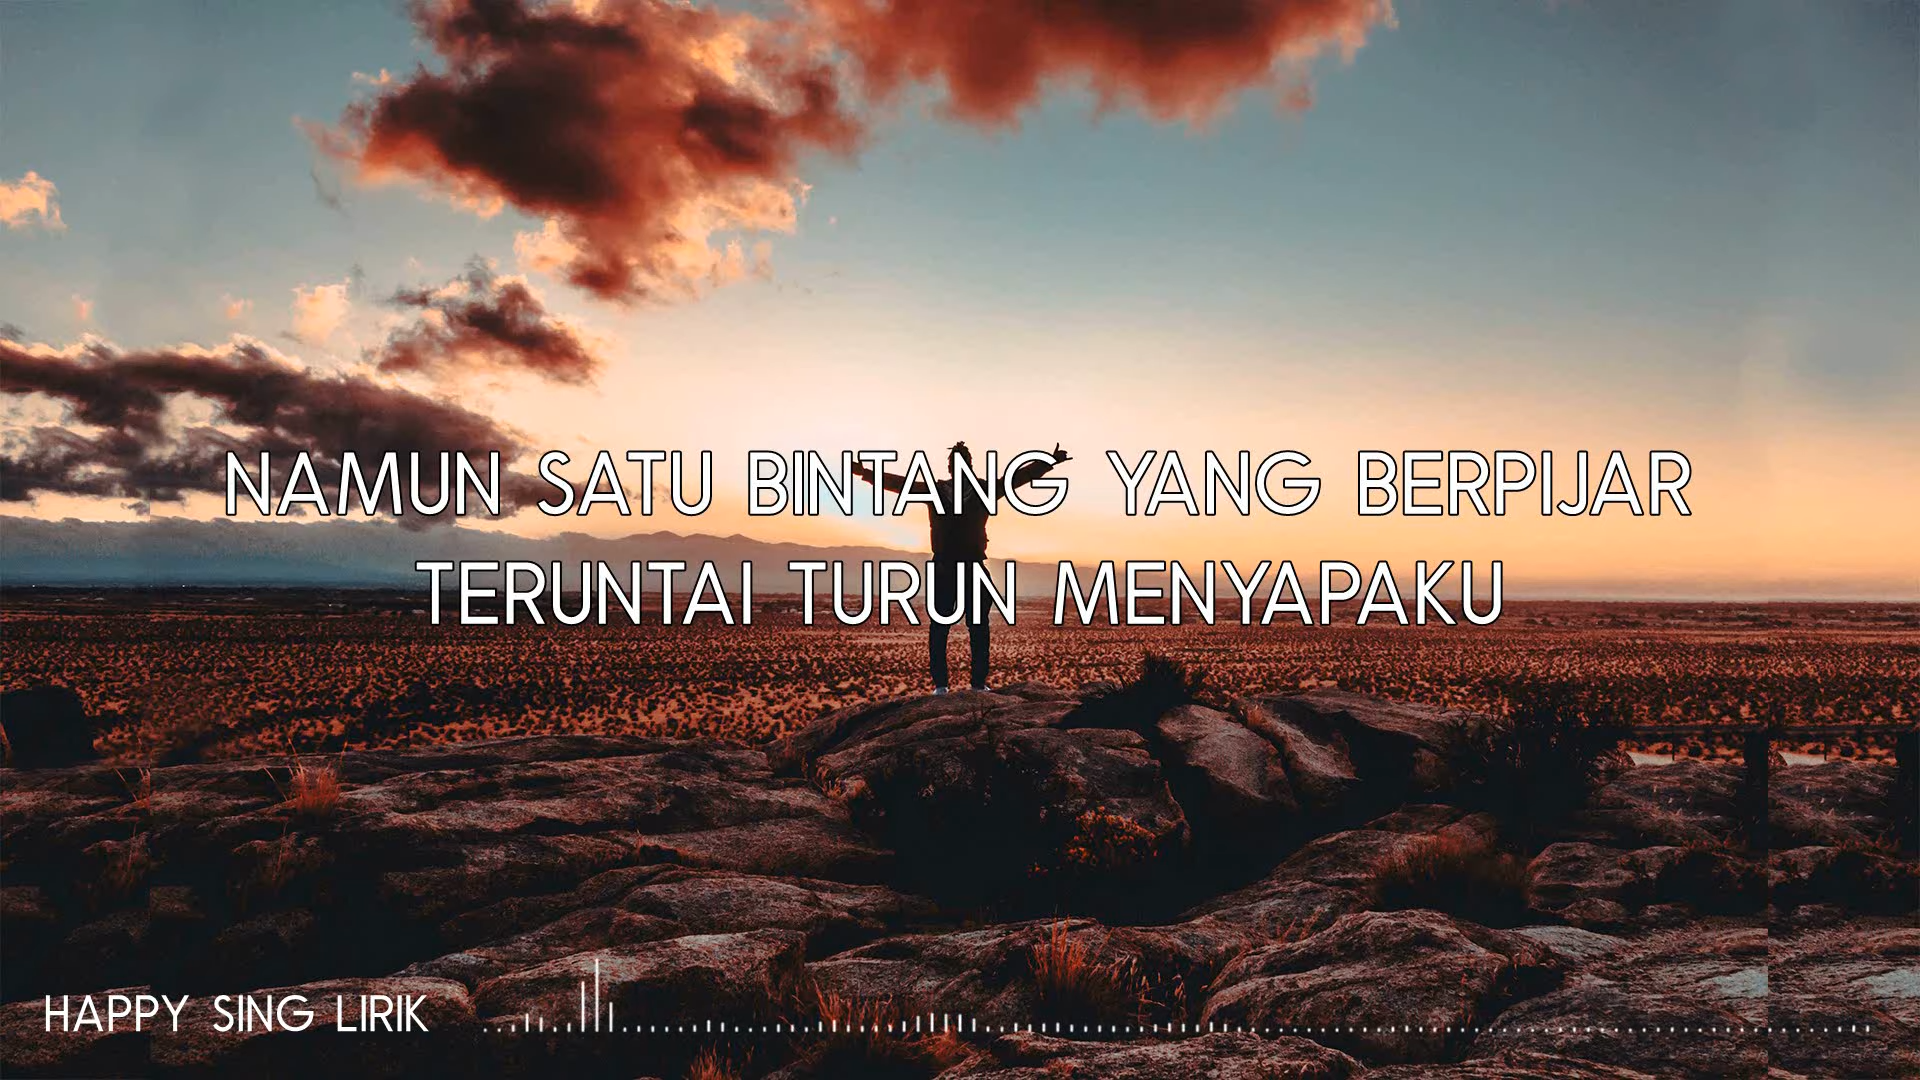 NAMUN SATU BINTANG YANG BERPIJAR
TERUNTAI TURUN MENYAPAKU
HAPPY SING LIRIK